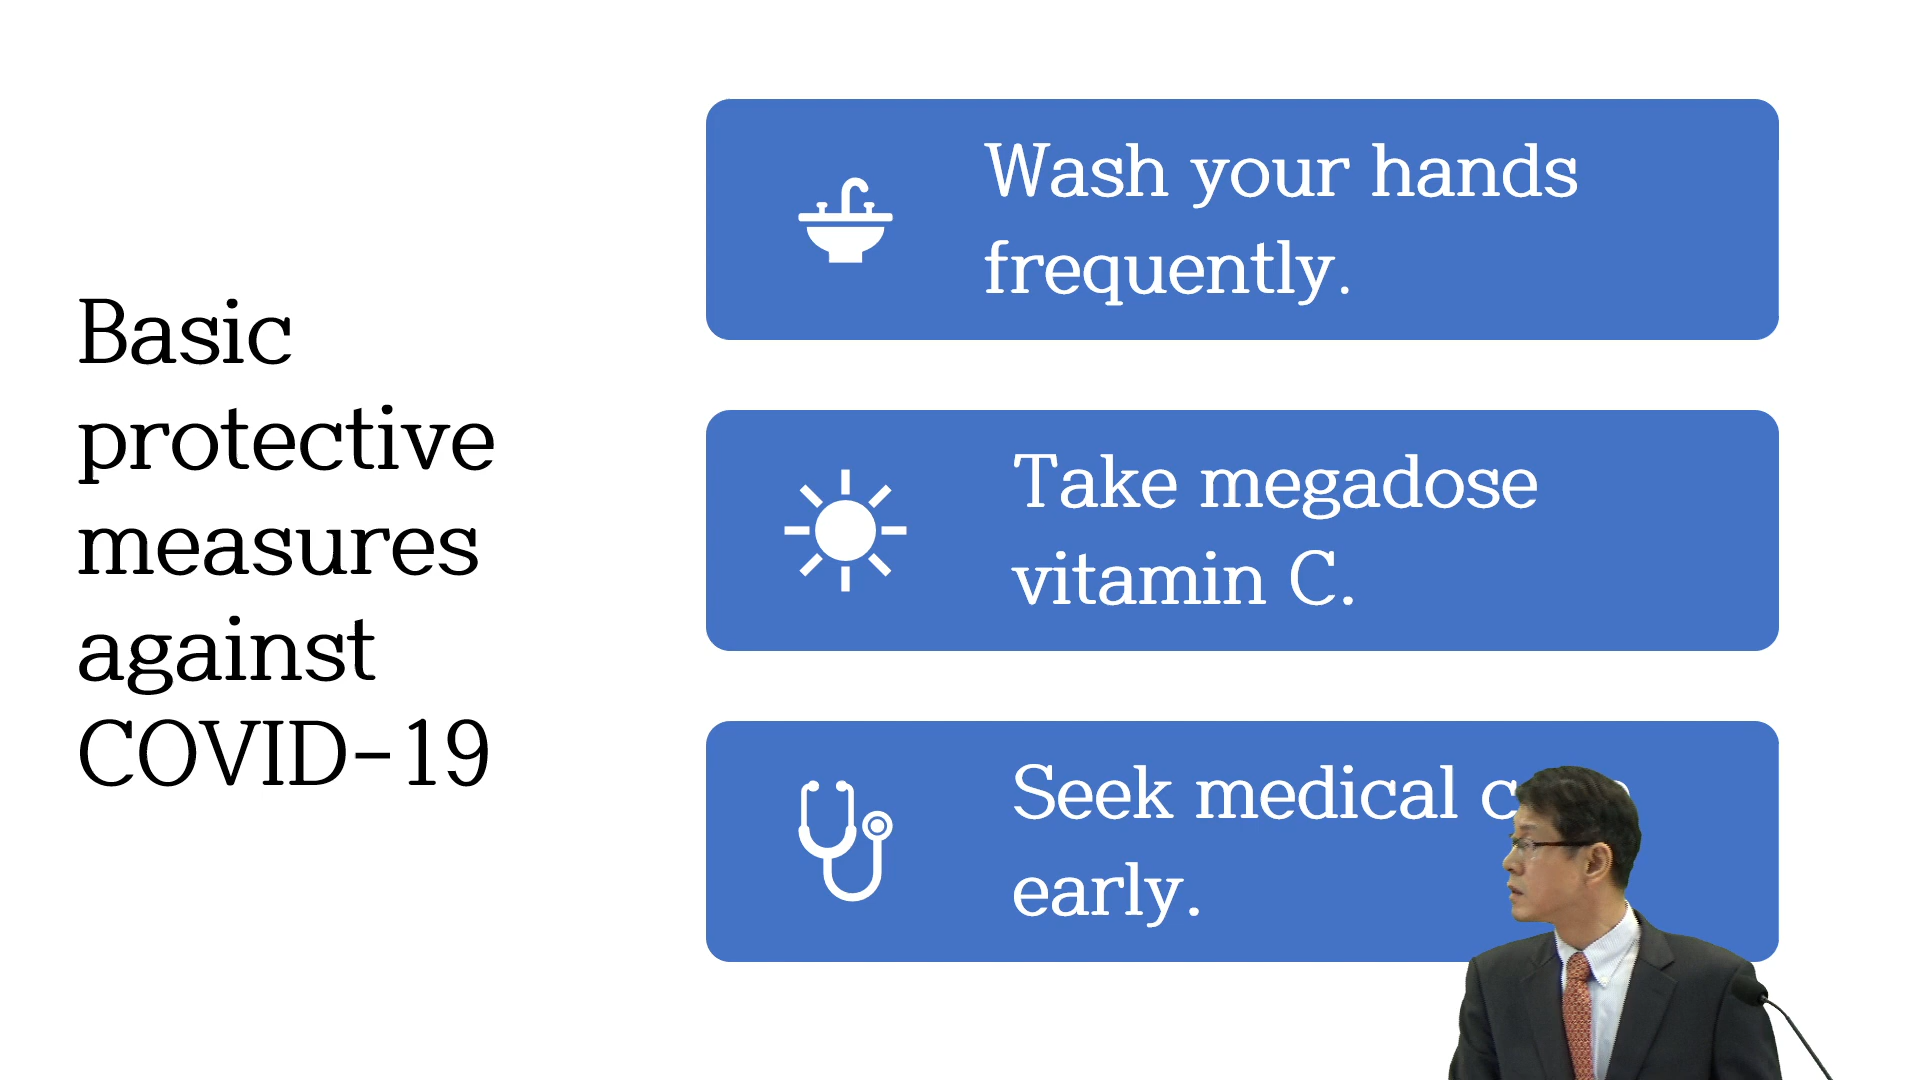 Basic
protective
measures
against
COVID-19
Wash your hands
frequently.
Take megadose
vitamin C.
Seek medical
early.